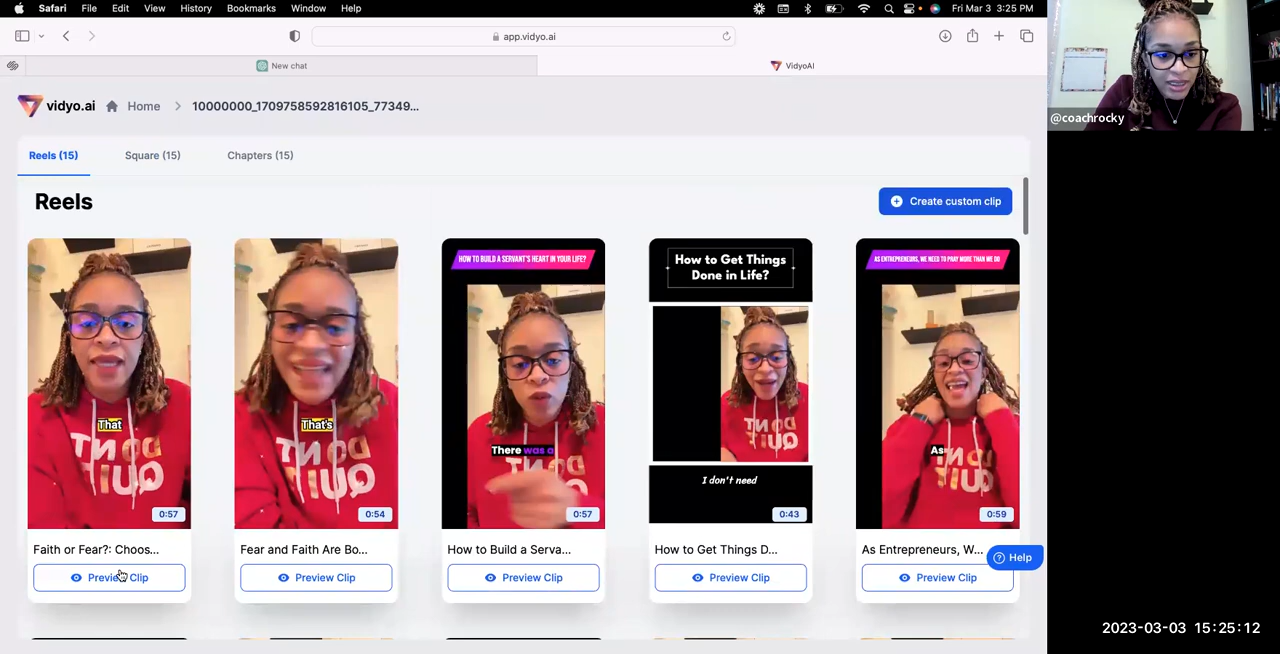 Safari File Edit View History Bookmarks Window Help Fri Mar 3 3:25 PM
app.vidyo.ai
New chat VidyoAI
vidyo.ai Home > 10000000_1709758592816105_77349...
@coachrocky
Reels (15) Square (15) Chapters (15)
Reels
Create custom clip
HOW TO BUILD A SERVANT'S HEART IN YOUR LIFE?
How to Get Things
Done in Life?
AS ENTREPRENEURS, WE NEED TO PRAY MORE THAN WE DO
That
That's
There was a
I don't need
As
0:57
0:54
0:57
0:43
0:59
Faith or Fear?: Choos...
Fear and Faith Are Bo...
How to Build a Serva...
How to Get Things D...
As Entrepreneurs, W...
Preview Clip
Preview Clip
Preview Clip
Preview Clip
Preview Clip
Help
2023-03-03 15:25:12